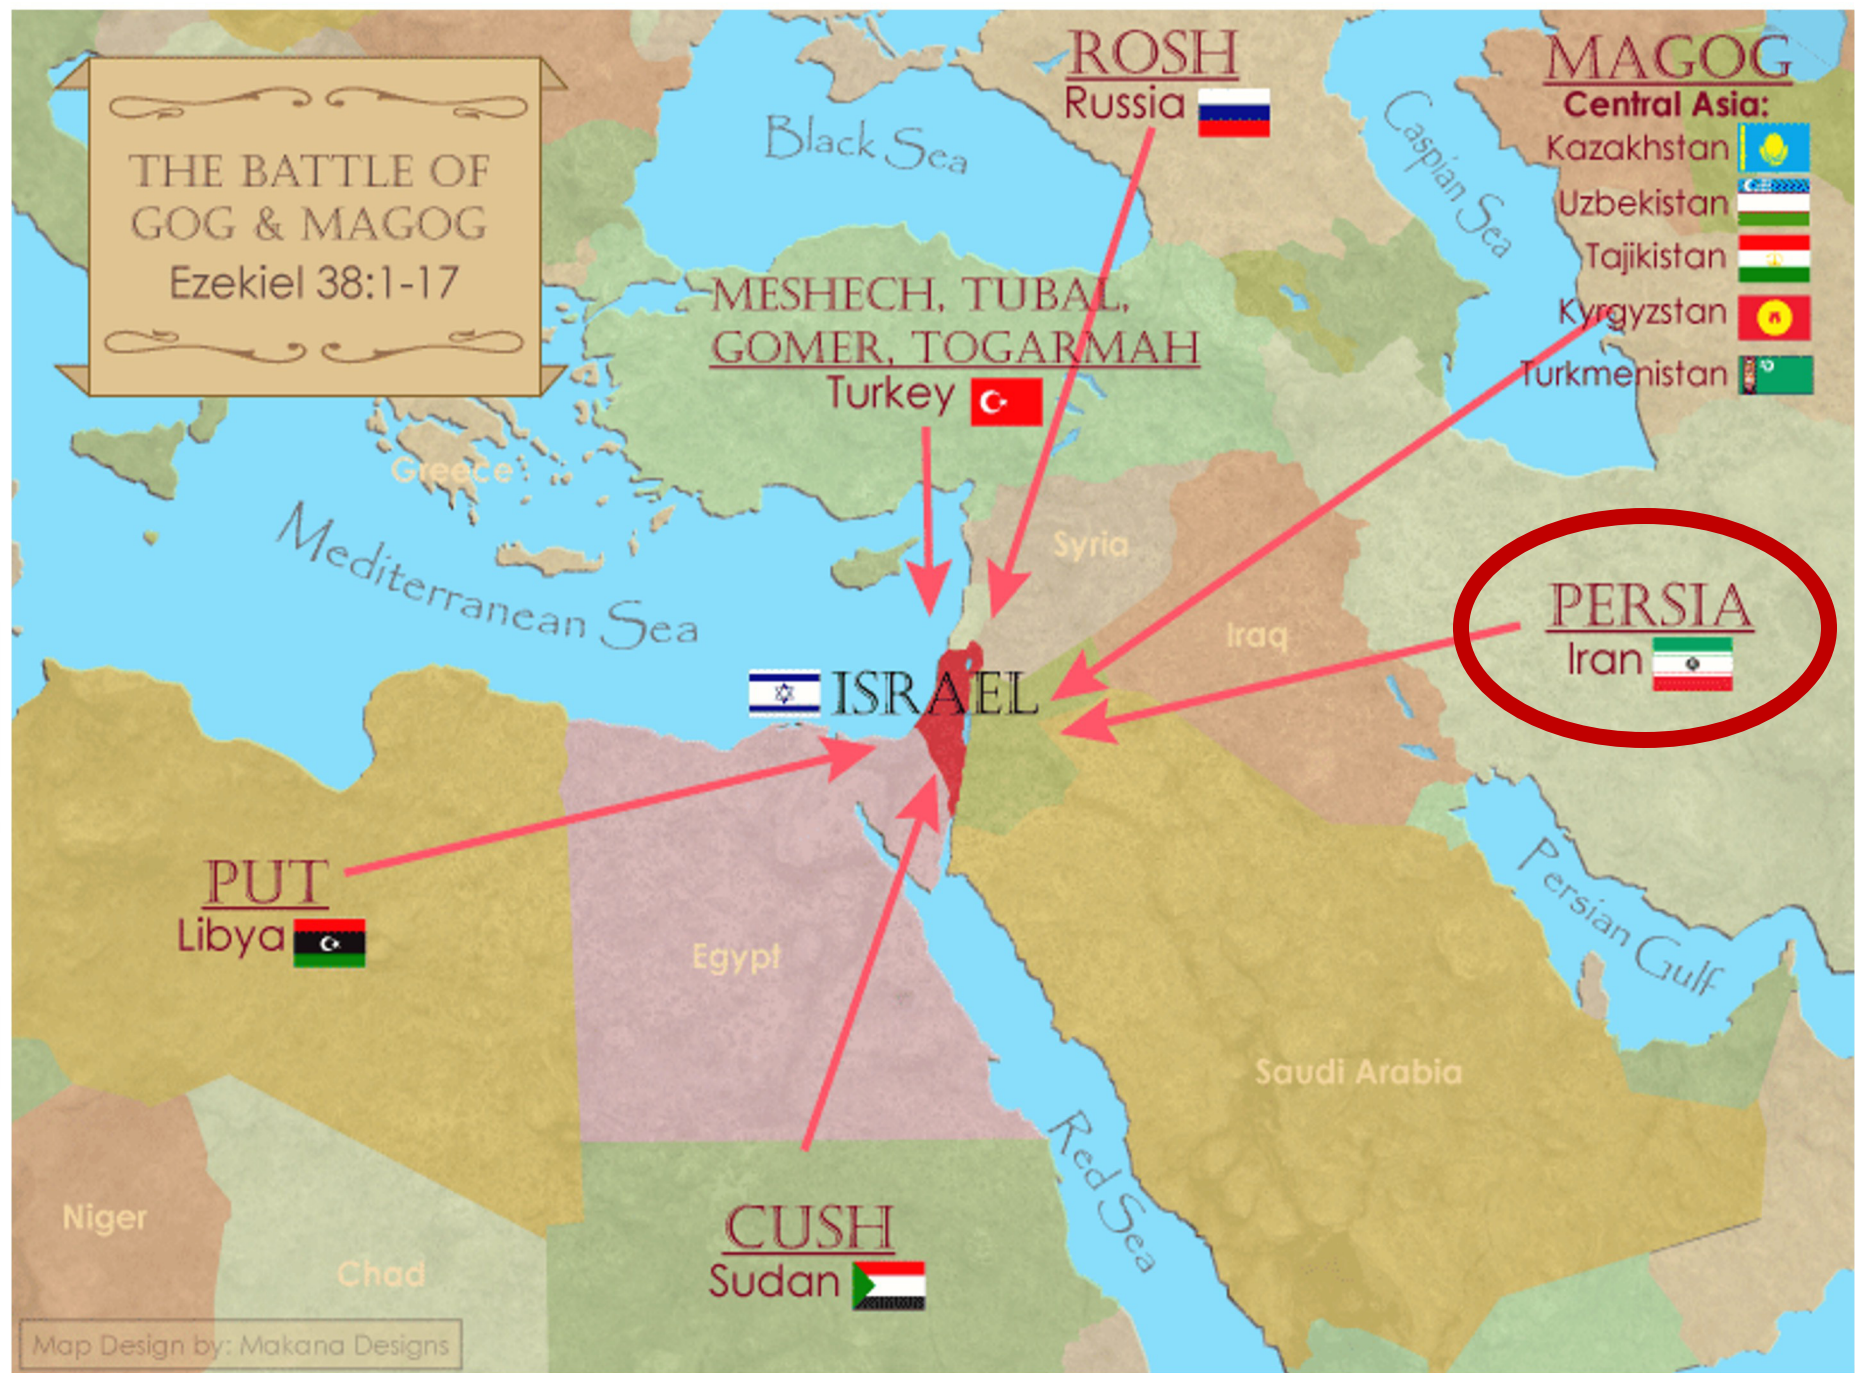 THE BATTLE OF
GOG & MAGOG
Ezekiel 38:1-17
ROSH
Russia
MAGOG
Central Asia:
Kazakhstan
Uzbekistan
Tajikistan
Kyrgyzstan
Turkmenistan
Black Sea
Caspian Sea
MESHECH, TUBAL,
GOMER, TOGARMAH
Turkey
Greece
Mediterranean Sea
Syria
Iraq
PERSIA
Iran
ISRAEL
PUT
Libya
Egypt
Persian Gulf
Saudi Arabia
Red Sea
Niger
Chad
CUSH
Sudan
Map Design by: Makana Designs